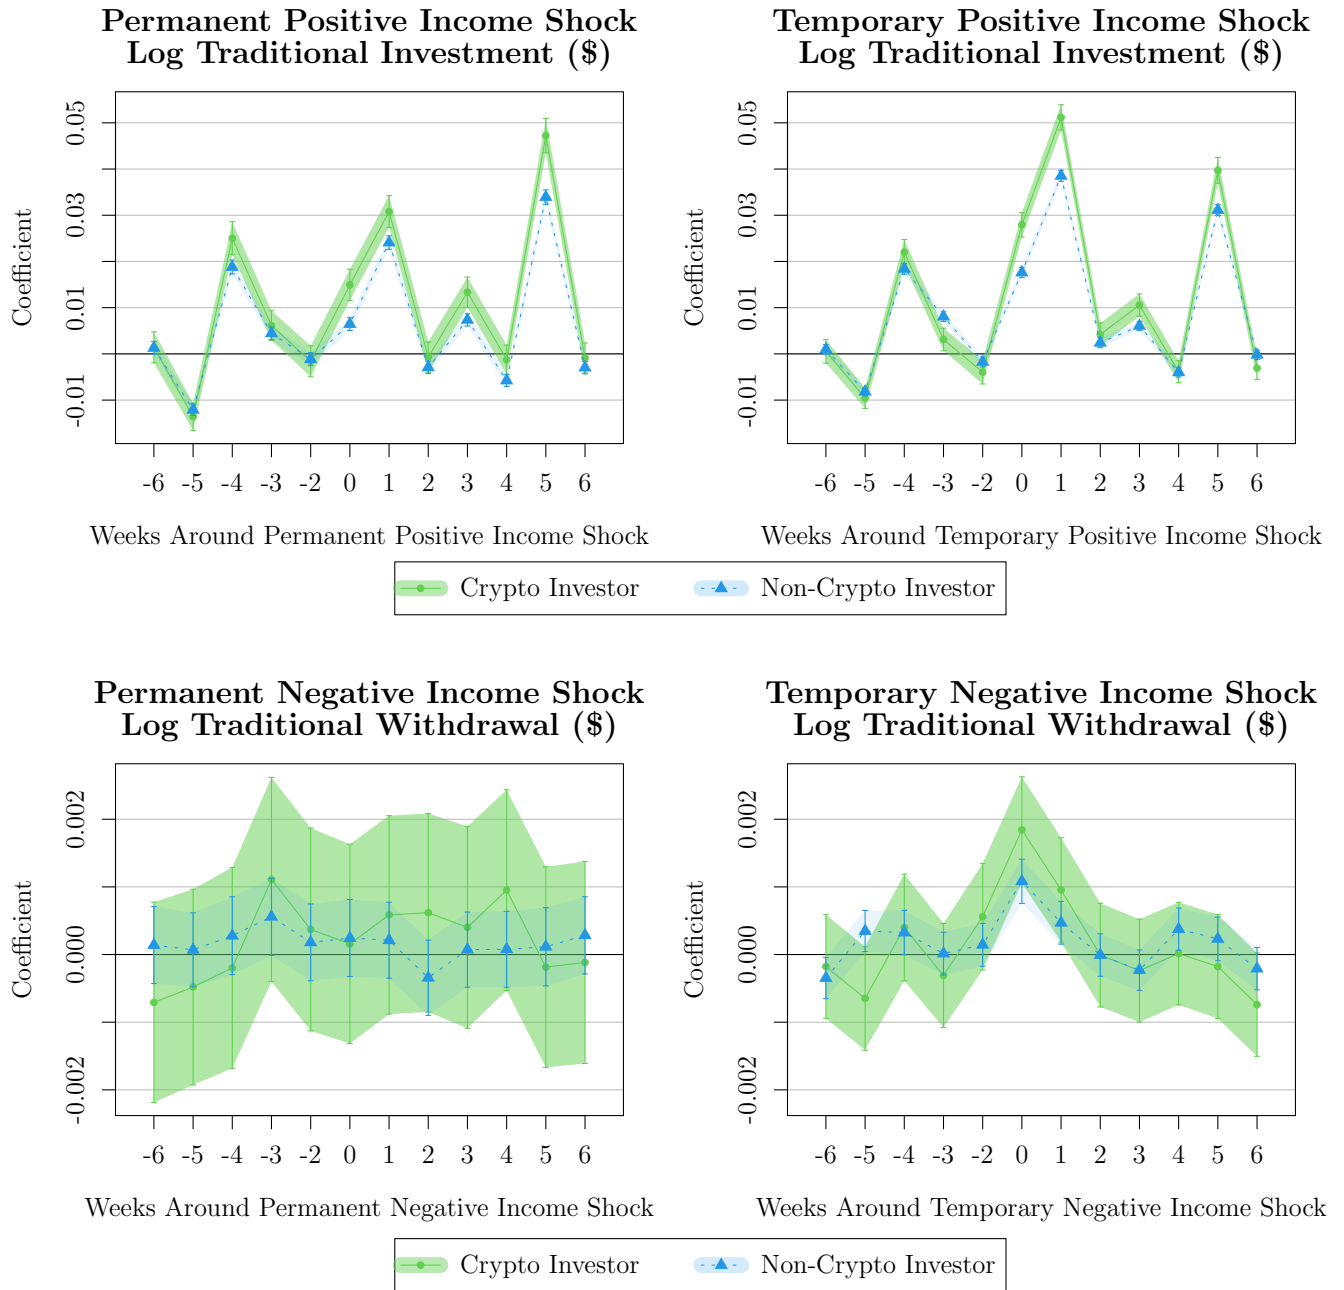 Permanent Positive Income Shock
Log Traditional Investment ($)
Coefficient
0.05
0.03
0.01
-0.01
-6 -5 -4 -3 -2 0 1 2 3 4 5 6
Weeks Around Permanent Positive Income Shock
Temporary Positive Income Shock
Log Traditional Investment ($)
Coefficient
0.05
0.03
0.01
-0.01
-6 -5 -4 -3 -2 0 1 2 3 4 5 6
Weeks Around Temporary Positive Income Shock
Crypto Investor Non-Crypto Investor
Permanent Negative Income Shock
Log Traditional Withdrawal ($)
Coefficient
0.002
0.000
-0.002
-6 -5 -4 -3 -2 0 1 2 3 4 5 6
Weeks Around Permanent Negative Income Shock
Temporary Negative Income Shock
Log Traditional Withdrawal ($)
Coefficient
0.002
0.000
-0.002
-6 -5 -4 -3 -2 0 1 2 3 4 5 6
Weeks Around Temporary Negative Income Shock
Crypto Investor Non-Crypto Investor